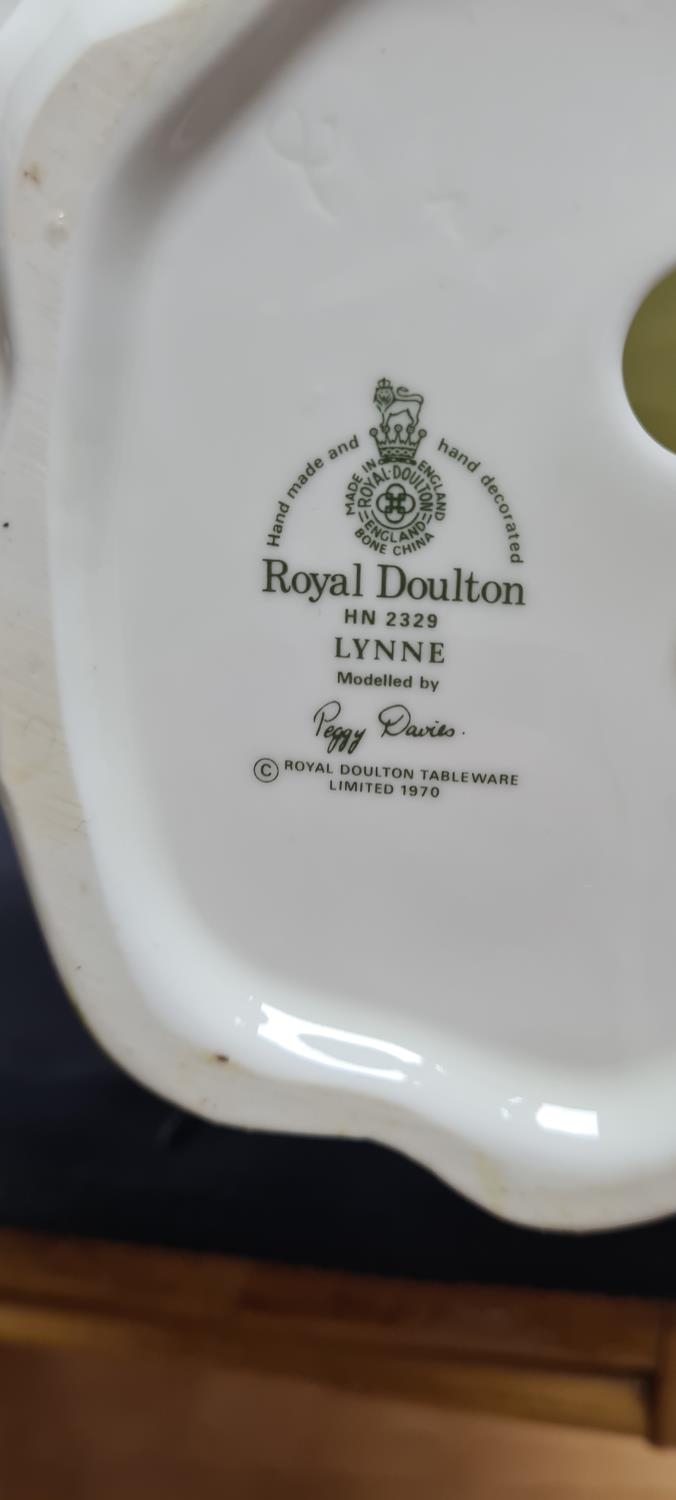 Hand made and hand decorated
MADE IN ENGLAND
ROYAL·DOULTON
ENGLAND
BONE CHINA
Royal Doulton
HN 2329
LYNNE
Modelled by
Peggy Davies.
© ROYAL DOULTON TABLEWARE
LIMITED 1970